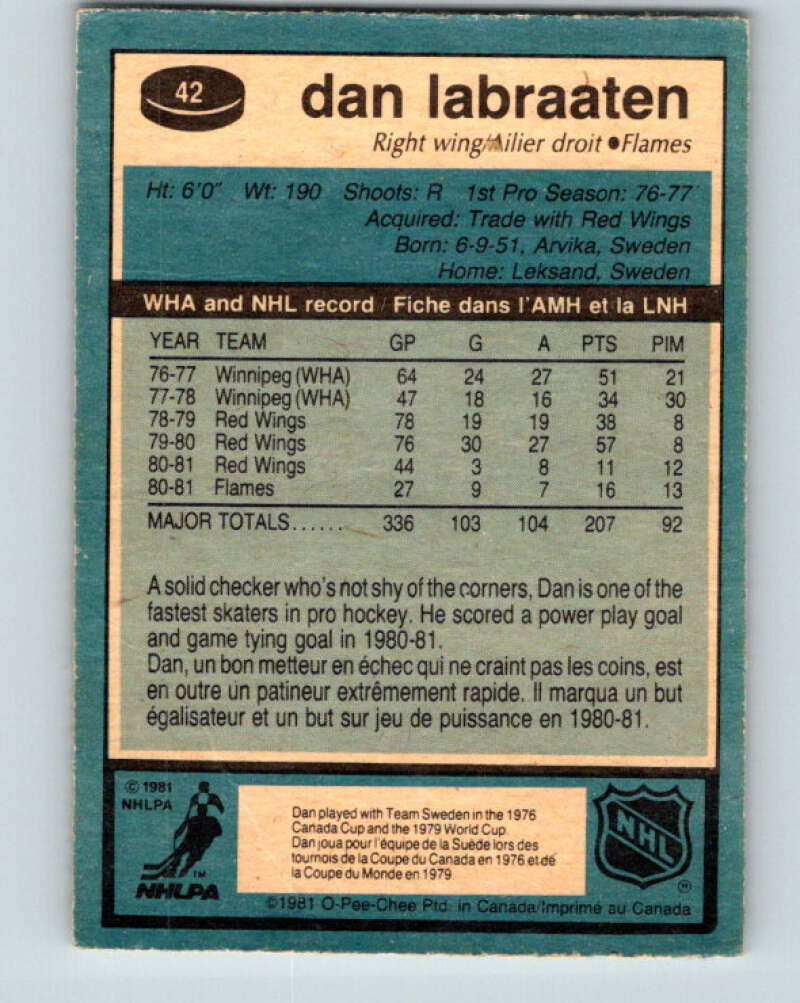 42
dan labraaten
Right wing/Ailier droit ●Flames
Ht: 6'0" Wt: 190 Shoots: R 1st Pro Season: 76-77
Acquired: Trade with Red Wings
Born: 6-9-51, Arvika, Sweden
Home: Leksand, Sweden
WHA and NHL record / Fiche dans l'AMH et la LNH
YEAR TEAM GP G A PTS PIM
76-77 Winnipeg (WHA) 64 24 27 51 21
77-78 Winnipeg (WHA) 47 18 16 34 30
78-79 Red Wings 78 19 19 38 8
79-80 Red Wings 76 30 27 57 8
80-81 Red Wings 44 3 8 11 12
80-81 Flames 27 9 7 16 13
MAJOR TOTALS...... 336 103 104 207 92
A solid checker who's not shy of the corners, Dan is one of the
fastest skaters in pro hockey. He scored a power play goal
and game tying goal in 1980-81.
Dan, un bon metteur en échec qui ne craint pas les coins, est
en outre un patineur extrêmement rapide. Il marqua un but
égalisateur et un but sur jeu de puissance en 1980-81.
© 1981
NHLPA
TM
NHLPA
Dan played with Team Sweden in the 1976
Canada Cup and the 1979 World Cup.
Dan joua pour l'équipe de la Suède lors des
tournois de la Coupe du Canada en 1976 et dé
la Coupe du Monde en 1979
NHL
©1981 O-Pee-Chee Ptd. in Canada/Imprimé au Canada